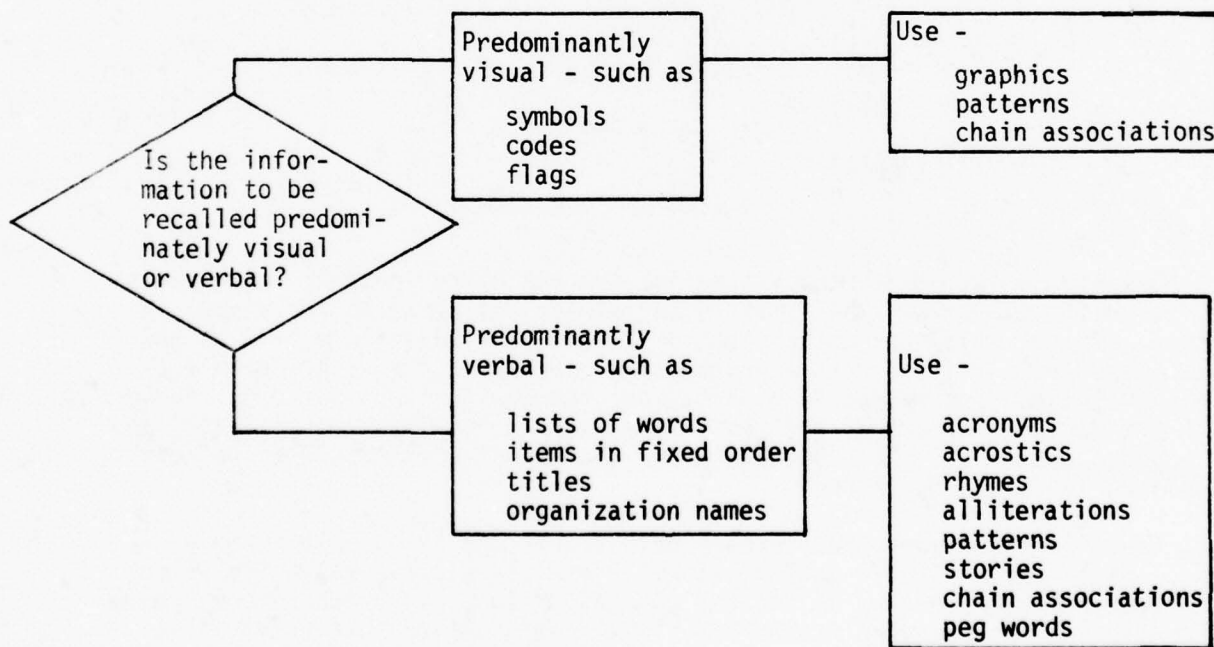 Is the infor-
mation to be
recalled predomi-
nately visual
or verbal?
Predominantly
visual - such as
symbols
codes
flags
Use -
graphics
patterns
chain associations
Predominantly
verbal - such as
lists of words
items in fixed order
titles
organization names
Use -
acronyms
acrostics
rhymes
alliterations
patterns
stories
chain associations
peg words